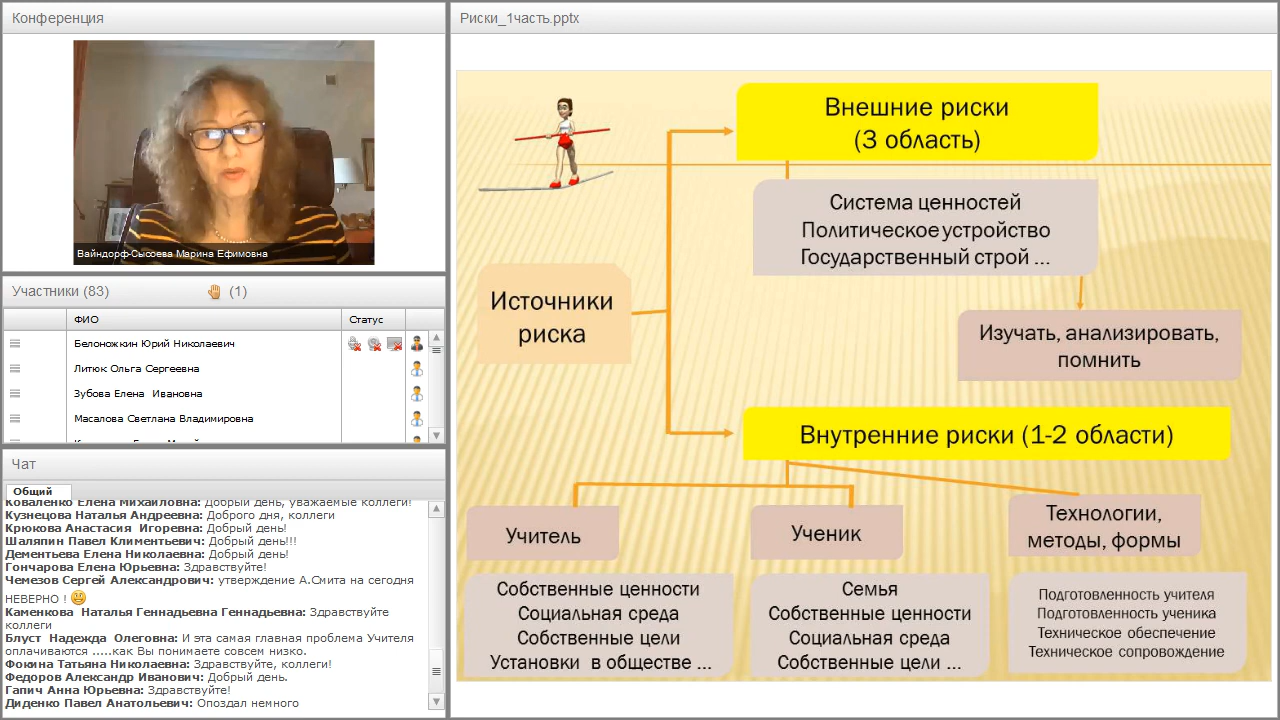 Конференция
Вайндорф-Сысоева Марина Ефимовна
Участники (83)
(1)
ФИО
Статус
Белоножкин Юрий Николаевич
Литюк Ольга Сергеевна
Зубова Елена Ивановна
Масалова Светлана Владимировна
Чат
Общий
Коваленко Елена Михайловна: Добрый день, уважаемые коллеги!
Кузнецова Наталья Андреевна: Доброго дня, коллеги
Крюкова Анастасия Игоревна: Добрый день!
Шаляпин Павел Климентьевич: Добрый день!!!
Дементьева Елена Николаевна: Добрый день!
Гончарова Елена Юрьевна: Здравствуйте!
Чемезов Сергей Александрович: утверждение А.Смита на сегодня
НЕВЕРНО !
Каменкова Наталья Геннадьевна Геннадьевна: Здравствуйте
коллеги
Блуст Надежда Олеговна: И эта самая главная проблема Учителя
оплачиваются .....как Вы понимаете совсем низко.
Фокина Татьяна Николаевна: Здравствуйте, коллеги!
Федоров Александр Иванович: Добрый день.
Гапич Анна Юрьевна: Здравствуйте!
Диденко Павел Анатольевич: Опоздал немного
Риски_1часть.pptx
Внешние риски
(3 область)
Система ценностей
Политическое устройство
Государственный строй ...
Источники
риска
Изучать, анализировать,
помнить
Внутренние риски (1-2 области)
Учитель
Ученик
Технологии,
методы, формы
Собственные ценности
Социальная среда
Собственные цели
Установки в обществе ...
Семья
Собственные ценности
Социальная среда
Собственные цели ...
Подготовленность учителя
Подготовленность ученика
Техническое обеспечение
Техническое сопровождение